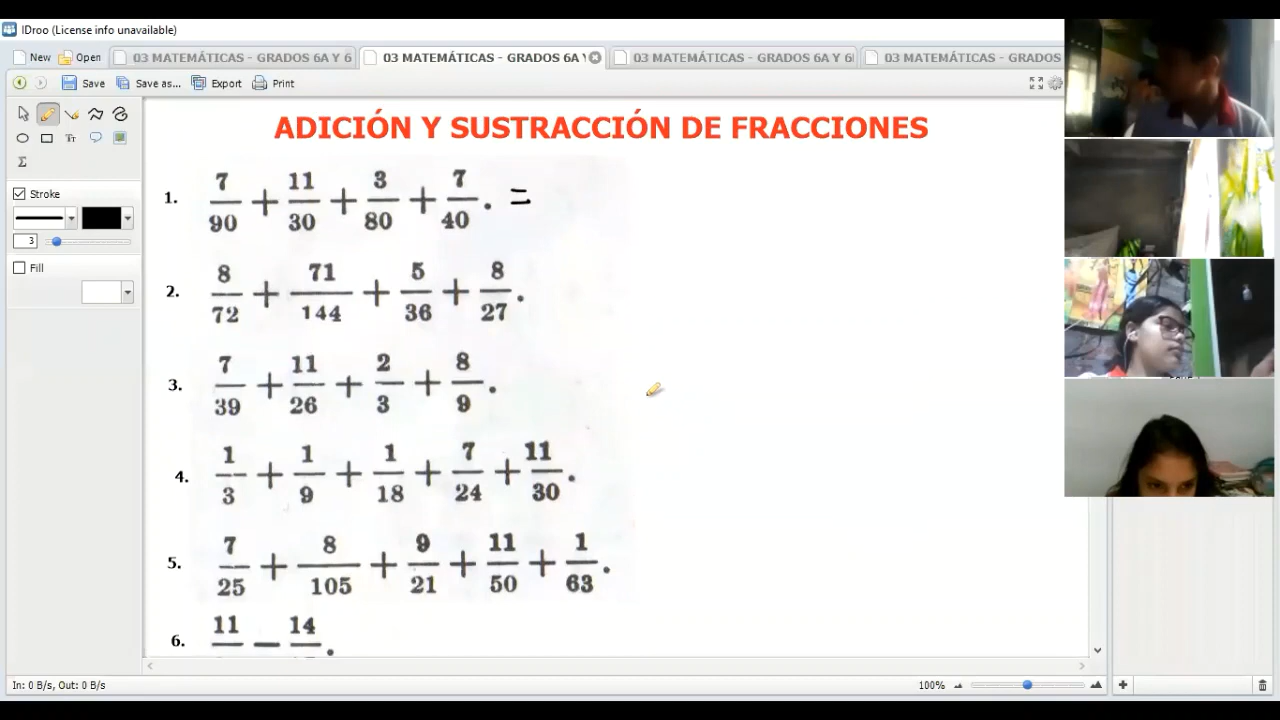 IDroo (License info unavailable)
New Open 03 MATEMÁTICAS - GRADOS 6A Y 6 03 MATEMÁTICAS - GRADOS 6A Y 03 MATEMÁTICAS - GRADOS 6A Y 6 03 MATEMÁTICAS - GRADOS 6A Y 6
Save Save as... Export Print
ADICIÓN Y SUSTRACCIÓN DE FRACCIONES
Tt
Σ
Stroke
3
Fill
1. 7/90 + 11/30 + 3/80 + 7/40. =
2. 8/72 + 71/144 + 5/36 + 8/27.
3. 7/39 + 11/26 + 2/3 + 8/9.
4. 1/3 + 1/9 + 1/18 + 7/24 + 11/30.
5. 7/25 + 8/105 + 9/21 + 11/50 + 1/63.
6. 11 − 14 .
In: 0 B/s, Out: 0 B/s 100%